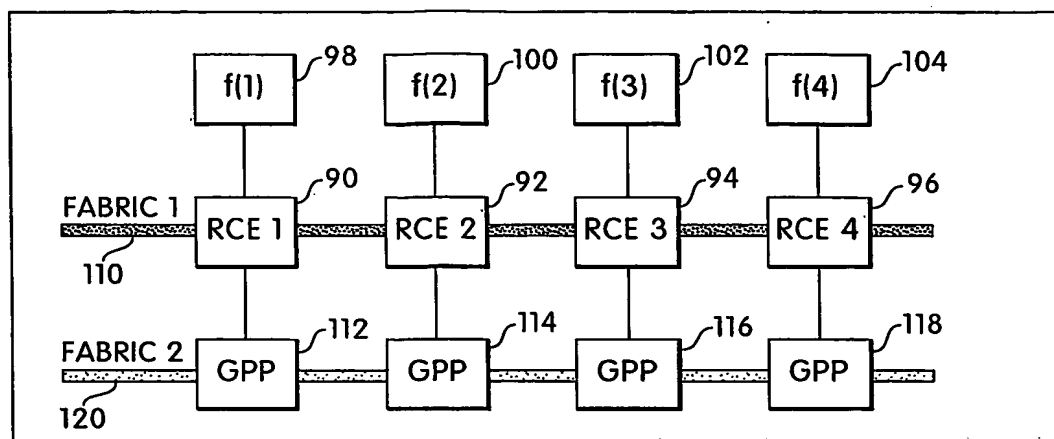 98 100 102 104
f(1) f(2) f(3) f(4)
90 92 94 96
FABRIC 1
RCE 1 RCE 2 RCE 3 RCE 4
110
112 114 116 118
FABRIC 2
GPP GPP GPP GPP
120